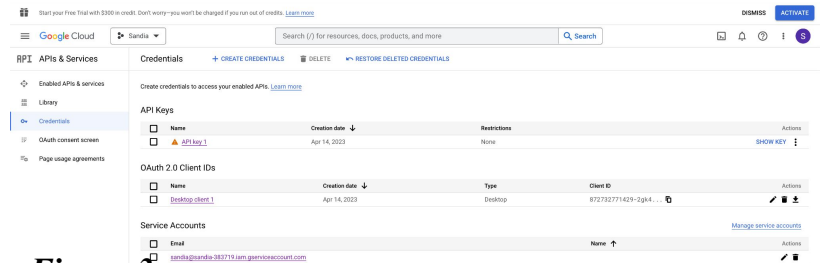 Start your Free Trial with $300 in credit. Don't worry—you won't be charged if you run out of credits. Learn more
DISMISS
ACTIVATE
Google Cloud
Sandia
Search (/) for resources, docs, products, and more
Search
S
API APIs & Services
Credentials
+ CREATE CREDENTIALS
DELETE
RESTORE DELETED CREDENTIALS
Enabled APIs & services
Library
Credentials
OAuth consent screen
Page usage agreements
Create credentials to access your enabled APIs. Learn more
API Keys
Name Creation date Restrictions Actions
API key 1 Apr 14, 2023 None SHOW KEY
OAuth 2.0 Client IDs
Name Creation date Type Client ID Actions
Desktop client 1 Apr 14, 2023 Desktop 872732771429-2gk4...
Service Accounts Manage service accounts
Email Name Actions
sandia@sandia-383719.iam.gserviceaccount.com